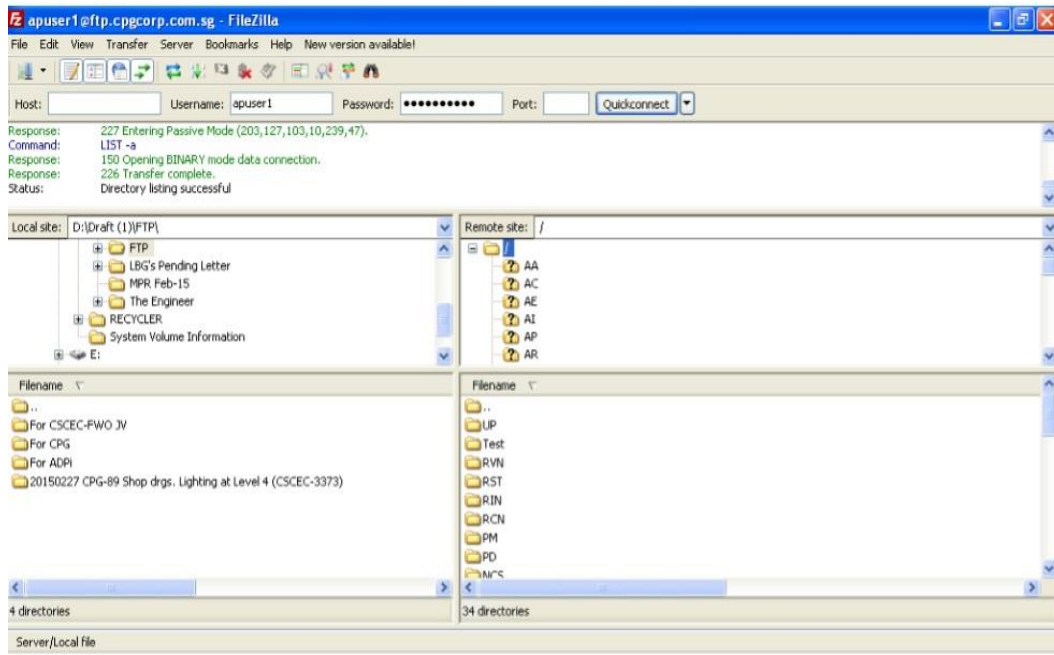 apuser1@ftp.cpgcorp.com.sg - FileZilla
File Edit View Transfer Server Bookmarks Help New version available!
Host: Username: apuser1 Password: ●●●●●●●●●● Port: Quickconnect
Response: 227 Entering Passive Mode (203,127,103,10,239,47).
Command: LIST -a
Response: 150 Opening BINARY mode data connection.
Response: 226 Transfer complete.
Status: Directory listing successful
Local site: D:\Draft (1)\FTP\
FTP
LBG's Pending Letter
MPR Feb-15
The Engineer
RECYCLER
System Volume Information
E:
Remote site: /
/
AA
AC
AE
AI
AP
AR
Filename
..
For CSCEC-FWO JV
For CPG
For ADPi
20150227 CPG-89 Shop drgs. Lighting at Level 4 (CSCEC-3373)
4 directories
Filename
..
UP
Test
RVN
RST
RIN
RCN
PM
PD
NCS
34 directories
Server/Local file